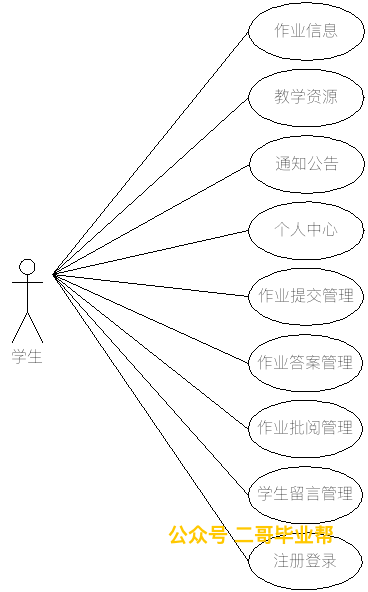 作业信息
教学资源
通知公告
个人中心
作业提交管理
学生
作业答案管理
作业批阅管理
学生留言管理
公众号 二哥毕业帮
注册登录